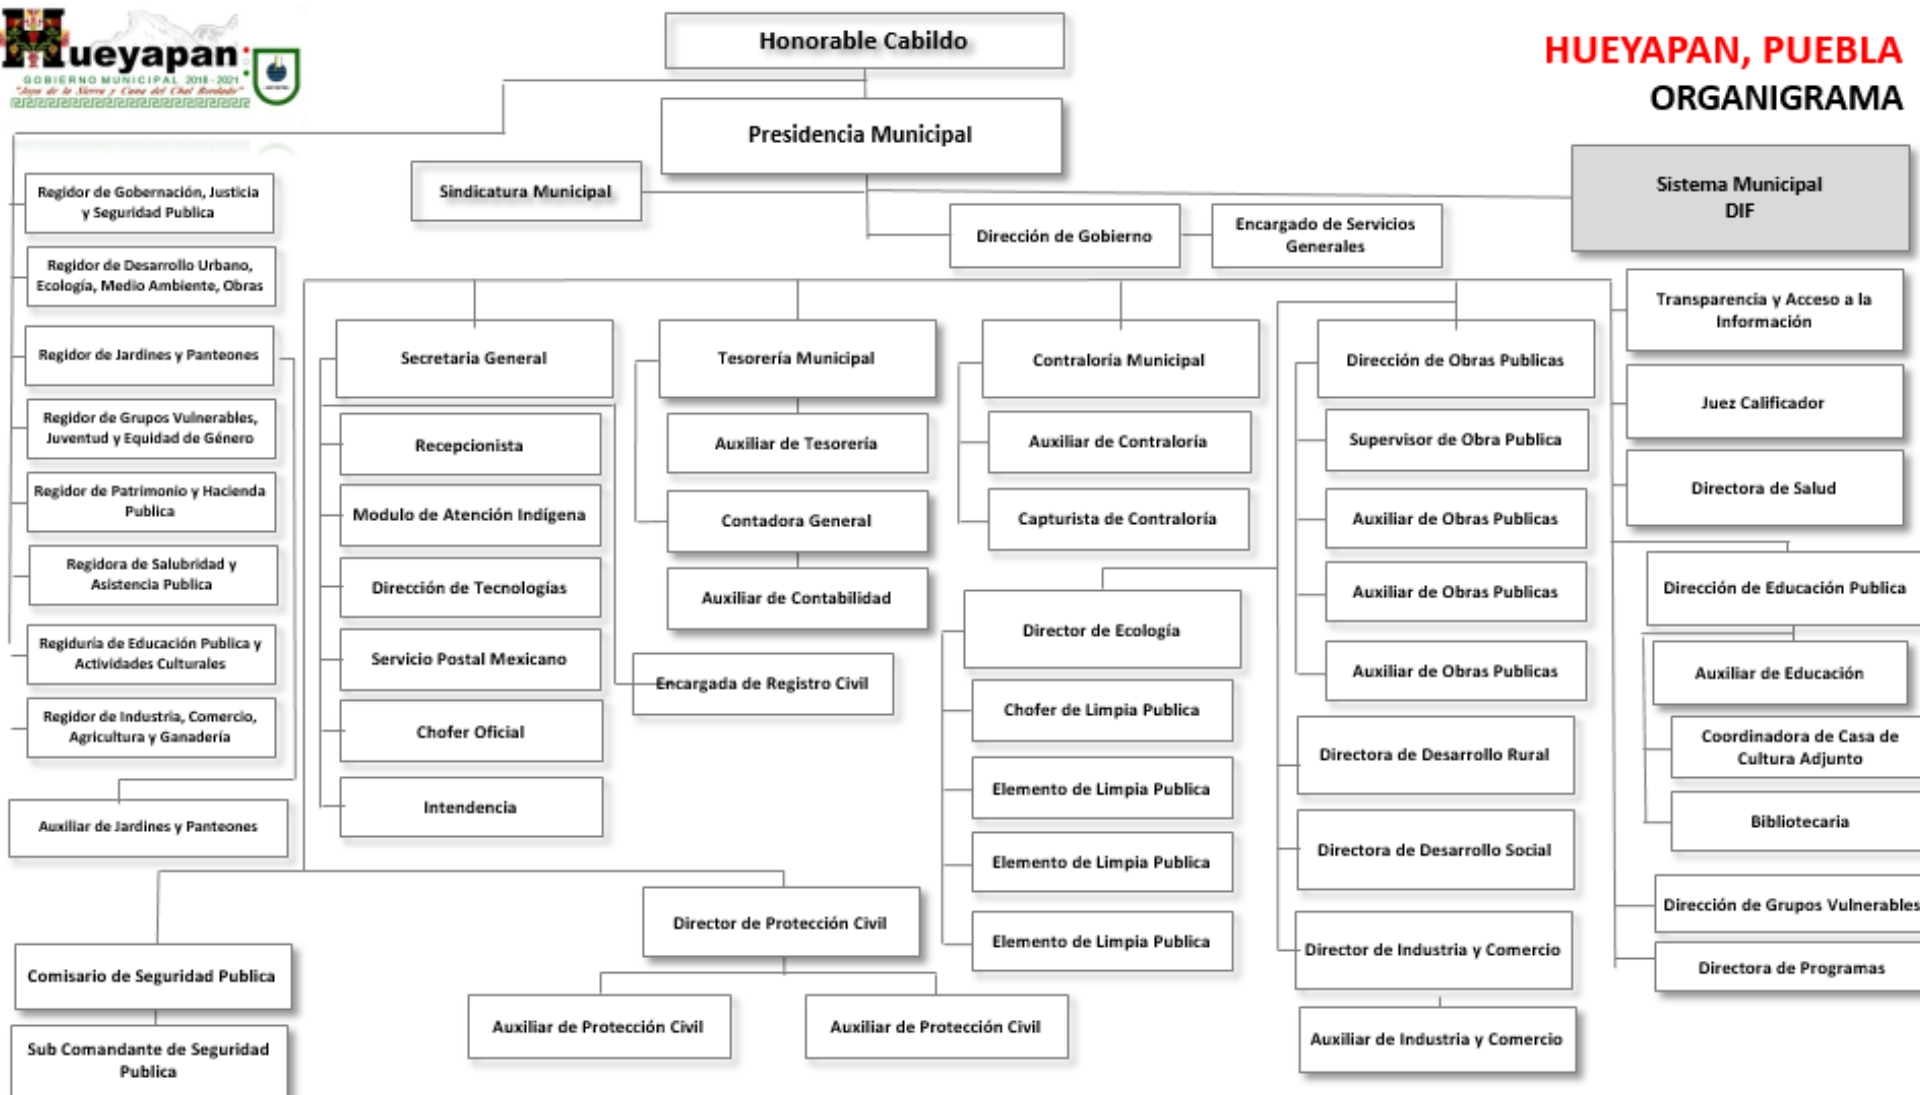 Hueyapan:
GOBIERNO MUNICIPAL 2018 - 2021
"Joya de la Sierra y Cuna del Chal Bordado"
HUEYAPAN, PUEBLA
ORGANIGRAMA
Honorable Cabildo
Presidencia Municipal
Sindicatura Municipal
Sistema Municipal
DIF
Dirección de Gobierno
Encargado de Servicios
Generales
Regidor de Gobernación, Justicia
y Seguridad Publica
Regidor de Desarrollo Urbano,
Ecología, Medio Ambiente, Obras
Regidor de Jardines y Panteones
Regidor de Grupos Vulnerables,
Juventud y Equidad de Género
Regidor de Patrimonio y Hacienda
Publica
Regidora de Salubridad y
Asistencia Publica
Regiduría de Educación Publica y
Actividades Culturales
Regidor de Industria, Comercio,
Agricultura y Ganadería
Auxiliar de Jardines y Panteones
Secretaria General
Recepcionista
Modulo de Atención Indígena
Dirección de Tecnologías
Servicio Postal Mexicano
Chofer Oficial
Intendencia
Encargada de Registro Civil
Tesorería Municipal
Auxiliar de Tesorería
Contadora General
Auxiliar de Contabilidad
Contraloría Municipal
Auxiliar de Contraloría
Capturista de Contraloría
Director de Ecología
Chofer de Limpia Publica
Elemento de Limpia Publica
Elemento de Limpia Publica
Elemento de Limpia Publica
Dirección de Obras Publicas
Supervisor de Obra Publica
Auxiliar de Obras Publicas
Auxiliar de Obras Publicas
Auxiliar de Obras Publicas
Directora de Desarrollo Rural
Directora de Desarrollo Social
Director de Industria y Comercio
Auxiliar de Industria y Comercio
Transparencia y Acceso a la
Información
Juez Calificador
Directora de Salud
Dirección de Educación Publica
Auxiliar de Educación
Coordinadora de Casa de
Cultura Adjunto
Bibliotecaria
Dirección de Grupos Vulnerables
Directora de Programas
Comisario de Seguridad Publica
Sub Comandante de Seguridad
Publica
Director de Protección Civil
Auxiliar de Protección Civil
Auxiliar de Protección Civil